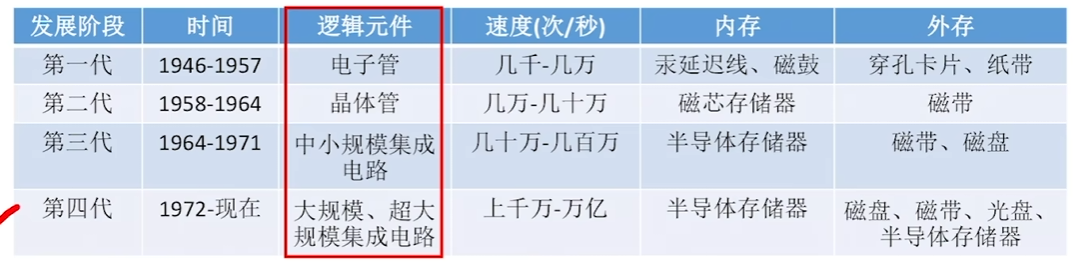 发展阶段 时间 逻辑元件 速度(次/秒) 内存 外存
第一代 1946-1957 电子管 几千-几万 汞延迟线、磁鼓 穿孔卡片、纸带
第二代 1958-1964 晶体管 几万-几十万 磁芯存储器 磁带
第三代 1964-1971 中小规模集成 几十万-几百万 半导体存储器 磁带、磁盘
电路
第四代 1972-现在 大规模、超大 上千万-万亿 半导体存储器 磁盘、磁带、光盘、
规模集成电路 半导体存储器